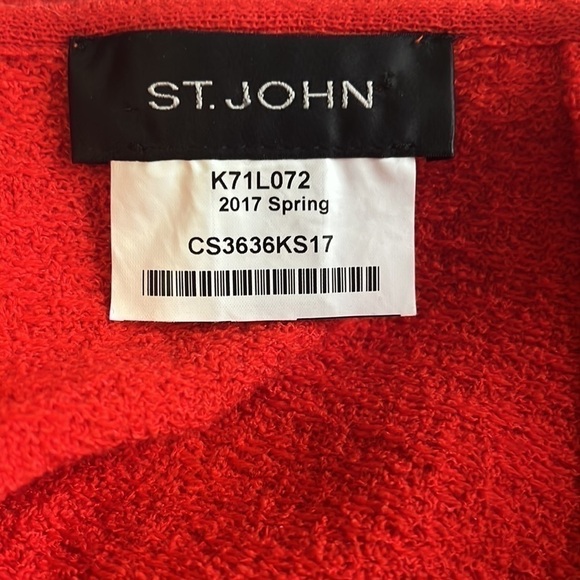 ST. JOHN
K71L072
2017 Spring
CS3636KS17